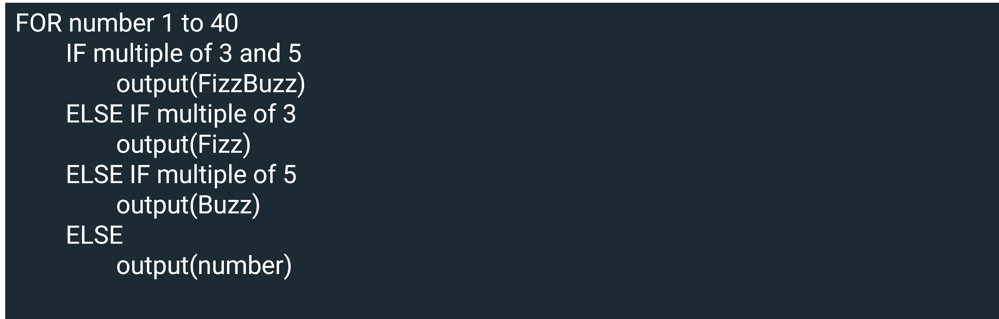 FOR number 1 to 40
IF multiple of 3 and 5
output(FizzBuzz)
ELSE IF multiple of 3
output(Fizz)
ELSE IF multiple of 5
output(Buzz)
ELSE
output(number)